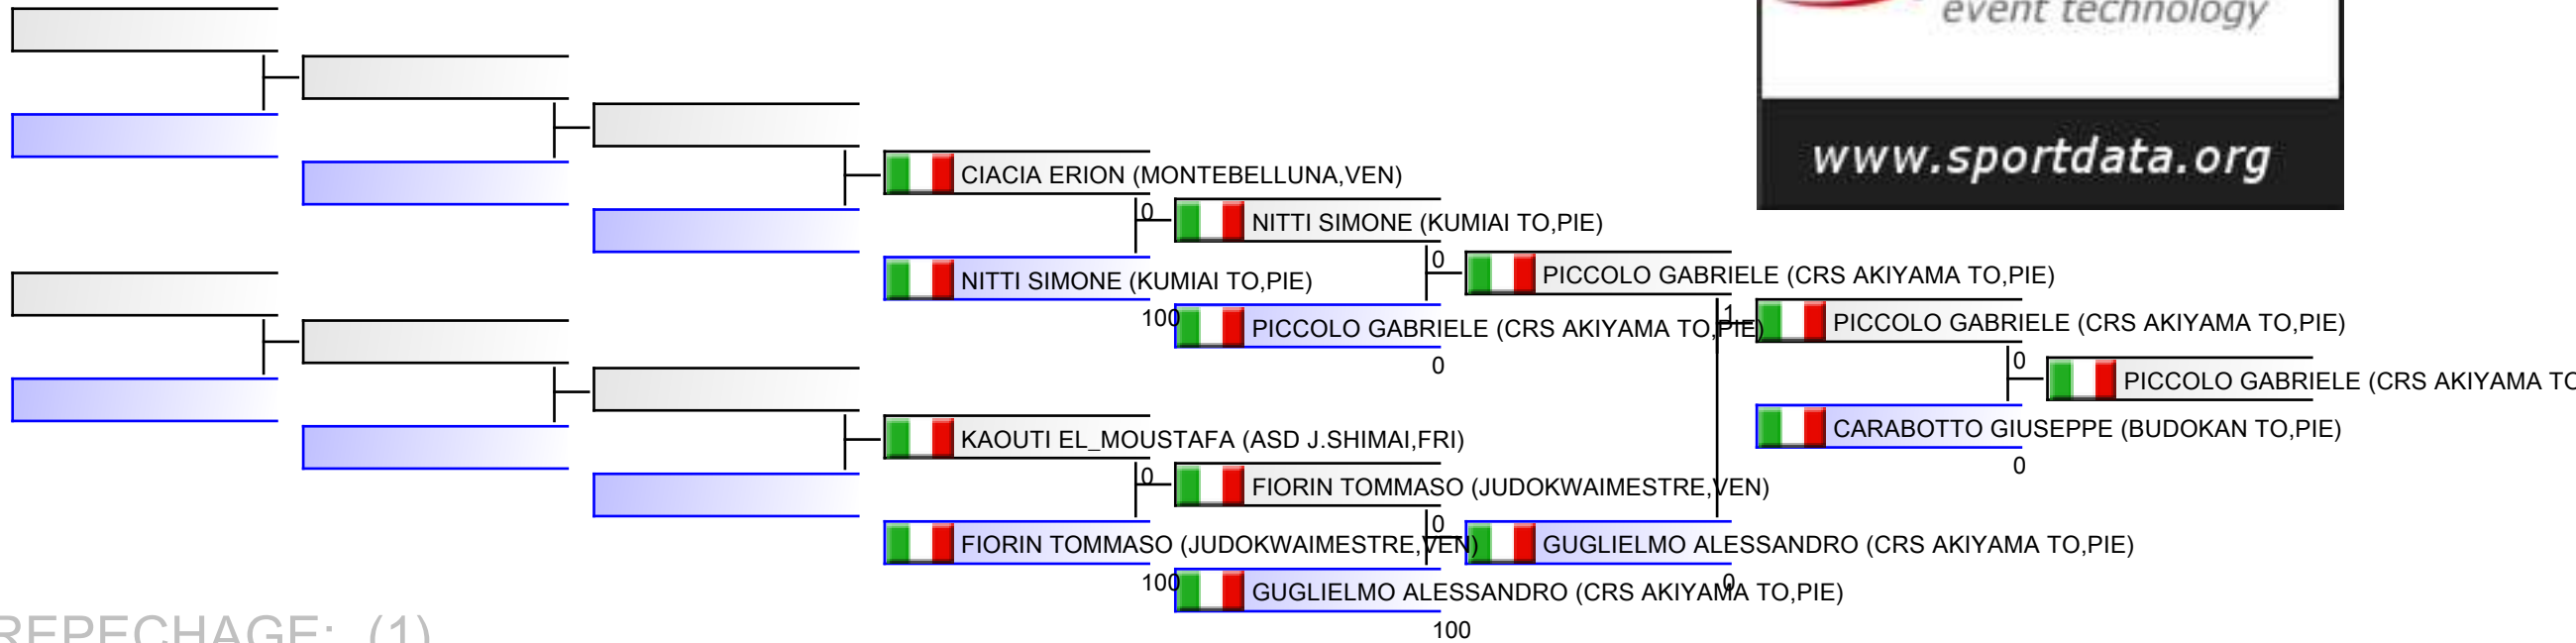 event technology
www.sportdata.org
CIACIA ERION (MONTEBELLUNA,VEN)
0
NITTI SIMONE (KUMIAI TO,PIE)
0
NITTI SIMONE (KUMIAI TO,PIE)
100
PICCOLO GABRIELE (CRS AKIYAMA TO,PIE)
1
PICCOLO GABRIELE (CRS AKIYAMA TO,PIE)
0
PICCOLO GABRIELE (CRS AKIYAMA TO,PIE)
0
PICCOLO GABRIELE (CRS AKIYAMA TO
CARABOTTO GIUSEPPE (BUDOKAN TO,PIE)
0
KAOUTI EL_MOUSTAFA (ASD J.SHIMAI,FRI)
0
FIORIN TOMMASO (JUDOKWAIMESTRE,VEN)
0
FIORIN TOMMASO (JUDOKWAIMESTRE,VEN)
100
GUGLIELMO ALESSANDRO (CRS AKIYAMA TO,PIE)
0
GUGLIELMO ALESSANDRO (CRS AKIYAMA TO,PIE)
100
REPECHAGE: (1)